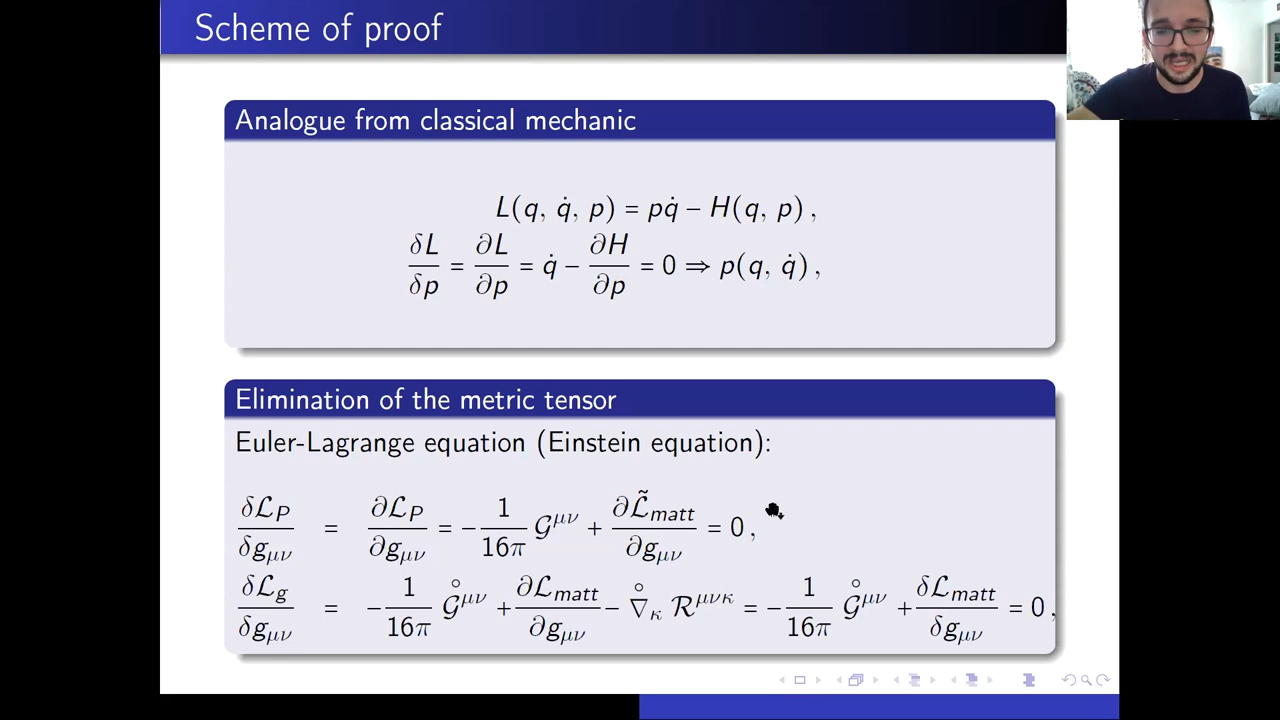 Scheme of proof
Analogue from classical mechanic
L(q, q̇, p) = pq̇ − H(q, p) ,
δL/δp = ∂L/∂p = q̇ − ∂H/∂p = 0 ⇒ p(q, q̇) ,
Elimination of the metric tensor
Euler-Lagrange equation (Einstein equation):
δℒ_P/δg_μν = ∂ℒ_P/∂g_μν = −1/16π 𝒢^μν + ∂ℒ̃_matt/∂g_μν = 0 ,
δℒ_g/δg_μν = −1/16π 𝒢̊^μν + ∂ℒ_matt/∂g_μν − ∇̊_κ ℛ^μνκ = −1/16π 𝒢̊^μν + δℒ_matt/δg_μν = 0 ,